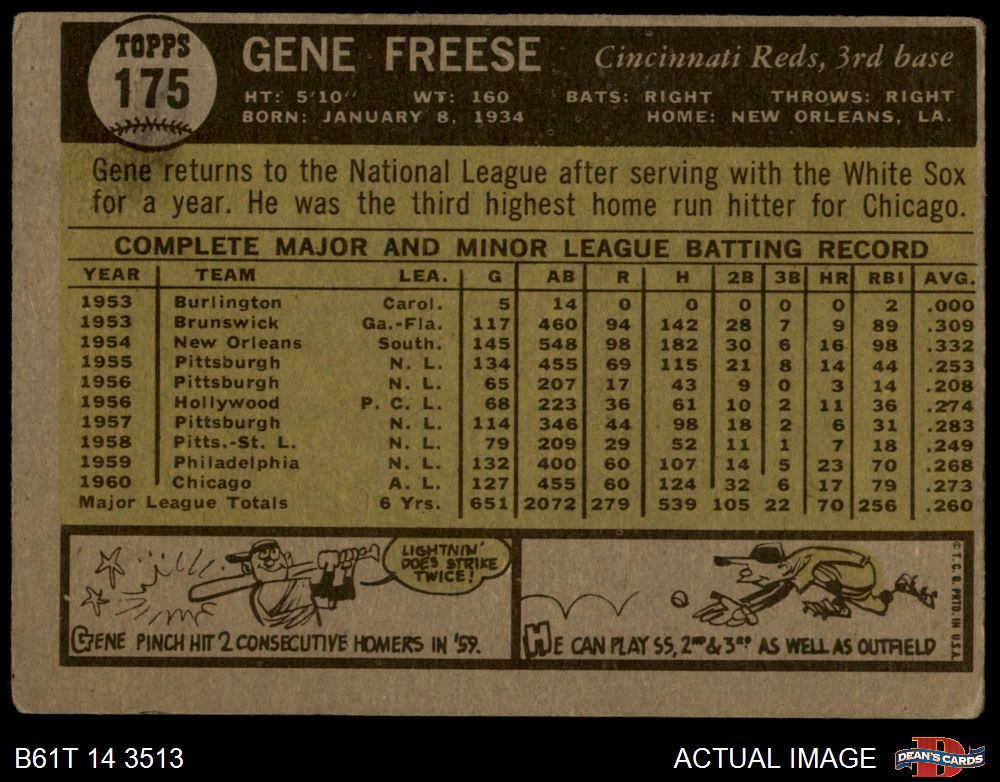 TOPPS
175
GENE FREESE
Cincinnati Reds, 3rd base
HT: 5'10" WT: 160 BATS: RIGHT THROWS: RIGHT
BORN: JANUARY 8, 1934 HOME: NEW ORLEANS, LA.
Gene returns to the National League after serving with the White Sox
for a year. He was the third highest home run hitter for Chicago.
COMPLETE MAJOR AND MINOR LEAGUE BATTING RECORD
YEAR TEAM LEA. G AB R H 2B 3B HR RBI AVG.
1953 Burlington Carol. 5 14 0 0 0 0 0 2 .000
1953 Brunswick Ga.-Fla. 117 460 94 142 28 7 9 89 .309
1954 New Orleans South. 145 548 98 182 30 6 16 98 .332
1955 Pittsburgh N. L. 134 455 69 115 21 8 14 44 .253
1956 Pittsburgh N. L. 65 207 17 43 9 0 3 14 .208
1956 Hollywood P. C. L. 68 223 36 61 10 2 11 36 .274
1957 Pittsburgh N. L. 114 346 44 98 18 2 6 31 .283
1958 Pitts.-St. L. N. L. 79 209 29 52 11 1 7 18 .249
1959 Philadelphia N. L. 132 400 60 107 14 5 23 70 .268
1960 Chicago A. L. 127 455 60 124 32 6 17 79 .273
Major League Totals 6 Yrs. 651 2072 279 539 105 22 70 256 .260
LIGHTNIN'
DOES STRIKE
TWICE!
GENE PINCH HIT 2 CONSECUTIVE HOMERS IN '59.
HE CAN PLAY SS, 2ND & 3RD AS WELL AS OUTFIELD
© T. C. G. PRTD. IN U.S.A.
B61T 14 3513
ACTUAL IMAGE
D
DEAN'S CARDS